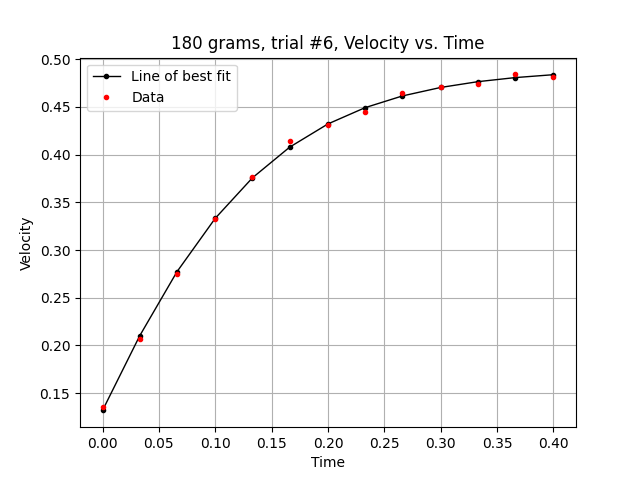 180 grams, trial #6, Velocity vs. Time
Line of best fit
Data
0.50
0.45
0.40
0.35
0.30
0.25
0.20
0.15
Velocity
0.00 0.05 0.10 0.15 0.20 0.25 0.30 0.35 0.40
Time